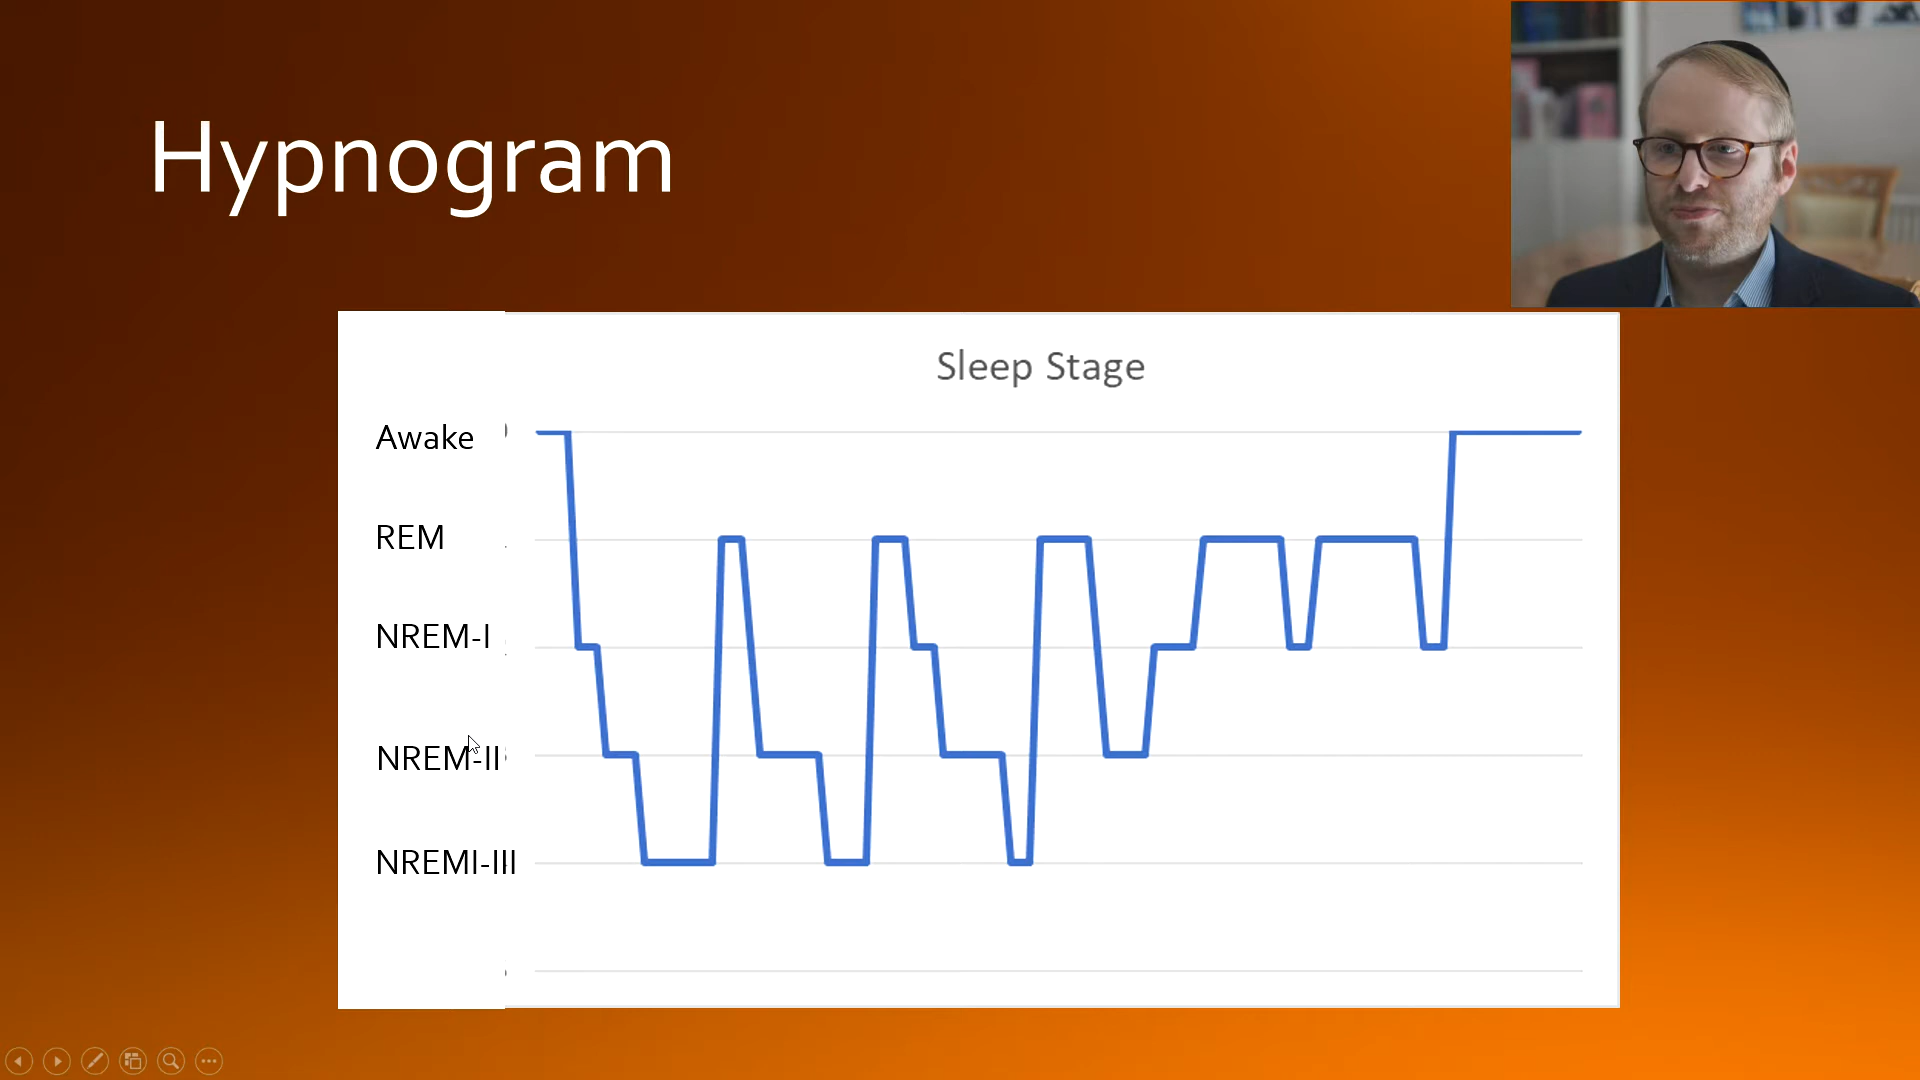 Hypnogram
Sleep Stage
Awake
REM
NREM-I
NREM-II
NREMI-III